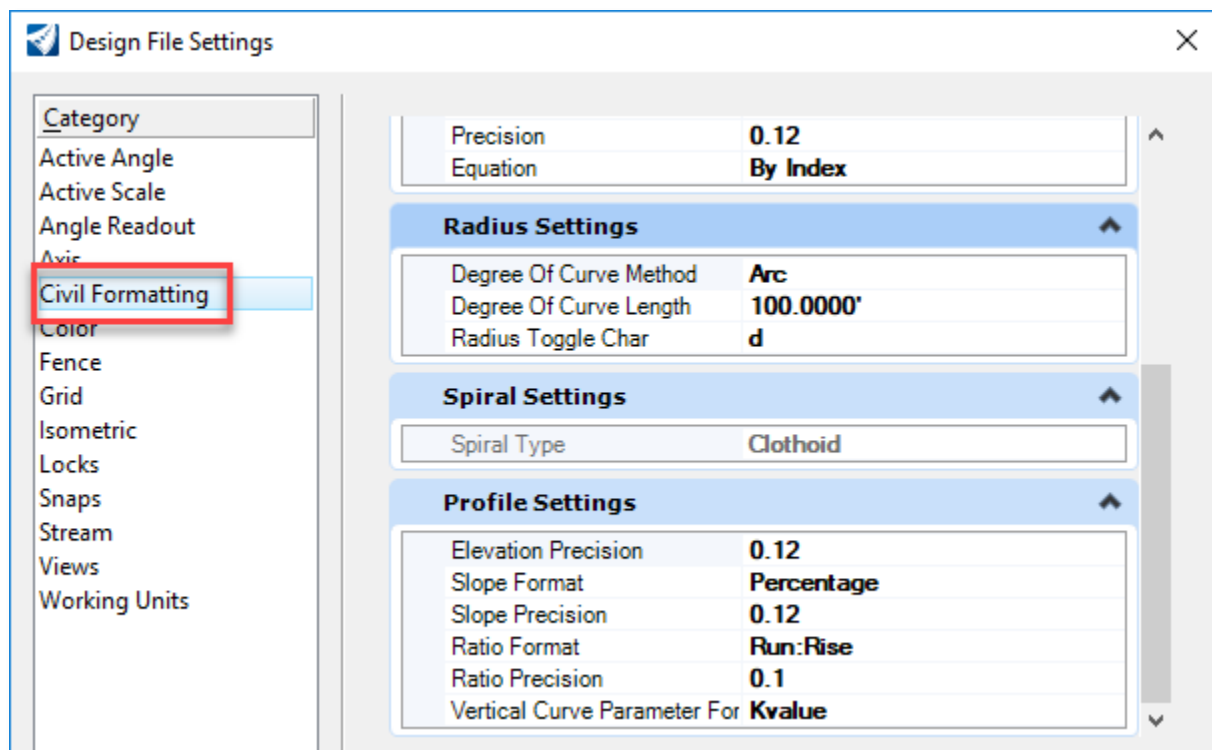 Design File Settings
Category
Active Angle
Active Scale
Angle Readout
Axis
Civil Formatting
Color
Fence
Grid
Isometric
Locks
Snaps
Stream
Views
Working Units
Precision 0.12
Equation By Index
Radius Settings
Degree Of Curve Method Arc
Degree Of Curve Length 100.0000'
Radius Toggle Char d
Spiral Settings
Spiral Type Clothoid
Profile Settings
Elevation Precision 0.12
Slope Format Percentage
Slope Precision 0.12
Ratio Format Run:Rise
Ratio Precision 0.1
Vertical Curve Parameter For Kvalue